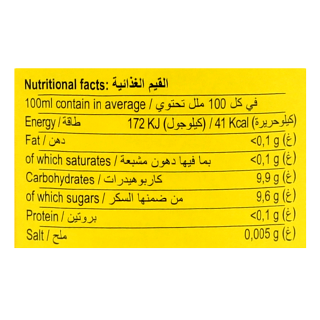 Nutritional facts: القيم الغذائية
100ml contain in average / في كل 100 ملل تحتوي
Energy / طاقة 172 KJ (كيلوجول) / 41 Kcal (كيلوحريرة)
Fat / دهن <0,1 g (غ)
of which saturates / بما فيها دهون مشبعة <0,1 g (غ)
Carbohydrates / كاربوهيدرات 9,9 g (غ)
of which sugars / من ضمنها السكر 9,6 g (غ)
Protein / بروتين <0,1 g (غ)
Salt / ملح 0,005 g (غ)